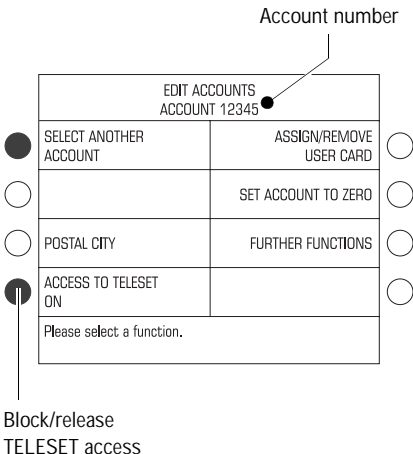 Account number
EDIT ACCOUNTS
ACCOUNT 12345
SELECT ANOTHER
ACCOUNT
ASSIGN/REMOVE
USER CARD
SET ACCOUNT TO ZERO
POSTAL CITY
FURTHER FUNCTIONS
ACCESS TO TELESET
ON
Please select a function.
Block/release
TELESET access